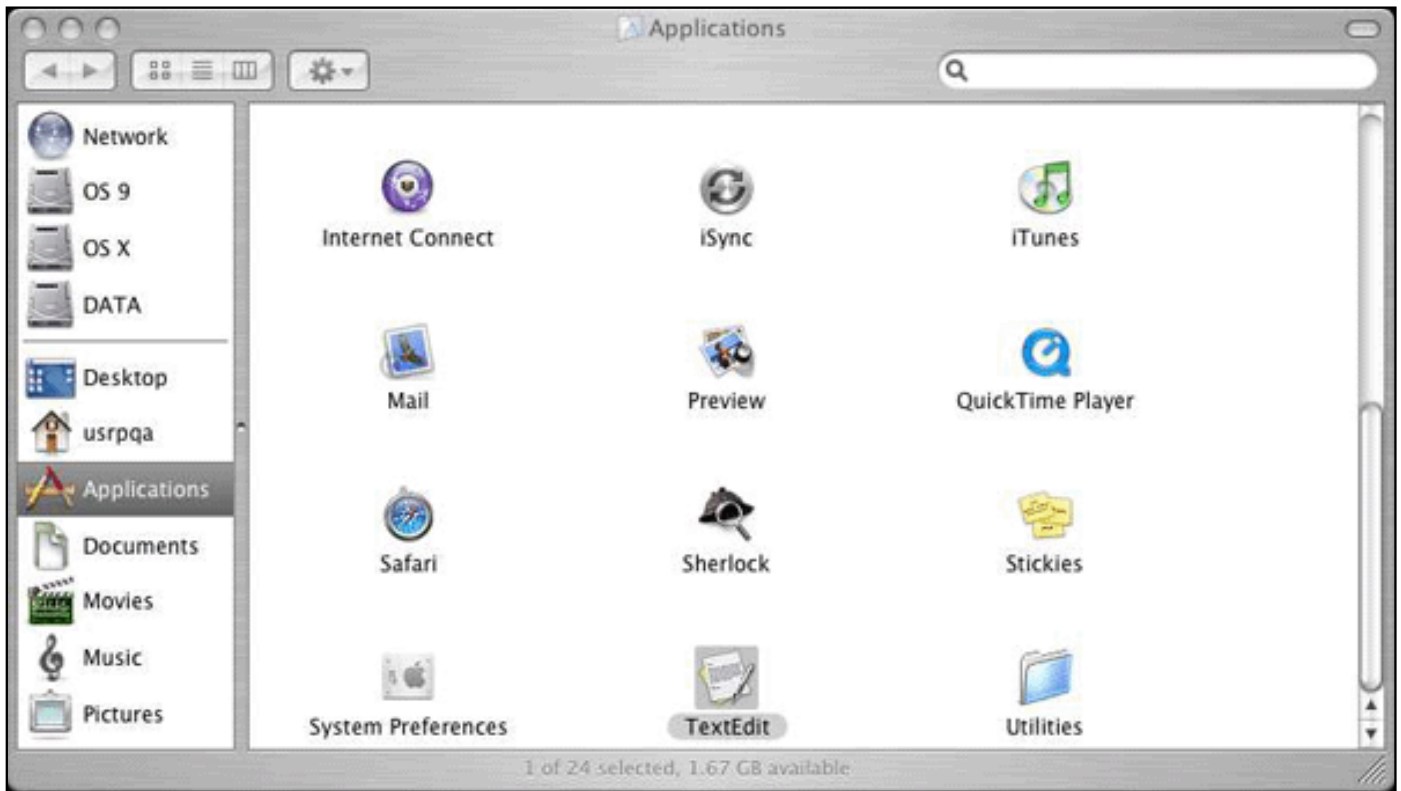 Applications
Network
OS 9
OS X
DATA
Desktop
usrpqa
Applications
Documents
Movies
Music
Pictures
Internet Connect
iSync
iTunes
Mail
Preview
QuickTime Player
Safari
Sherlock
Stickies
System Preferences
TextEdit
Utilities
1 of 24 selected, 1.67 GB available